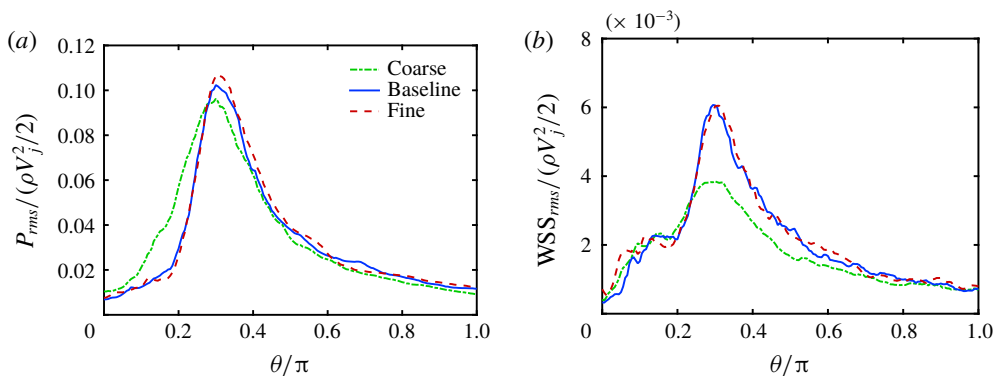 (a)
0.12
0.10
0.08
0.06
0.04
0.02
0
0.2
0.4
0.6
0.8
1.0
P_rms/(ρV_j^2/2)
θ/π
Coarse
Baseline
Fine
(b)
(× 10^−3)
8
6
4
2
0
0.2
0.4
0.6
0.8
1.0
WSS_rms/(ρV_j^2/2)
θ/π